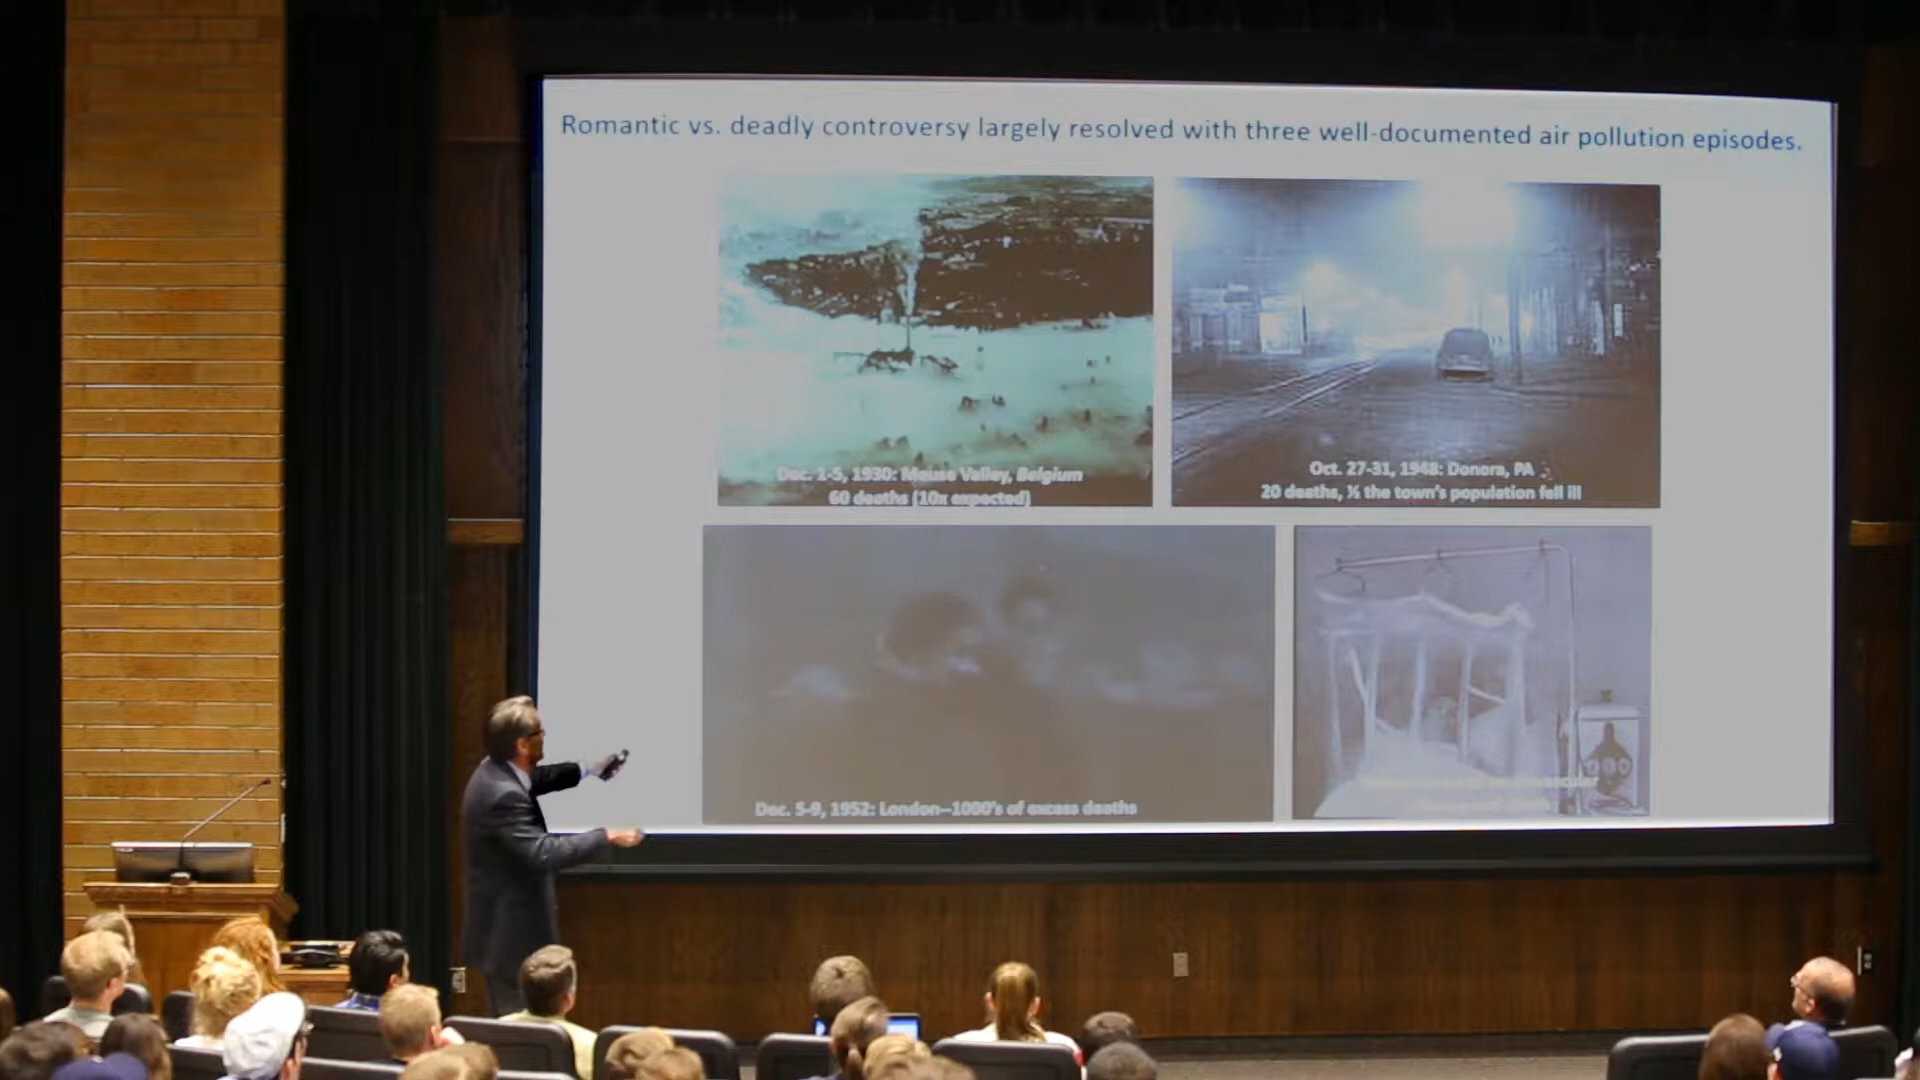 Romantic vs. deadly controversy largely resolved with three well-documented air pollution episodes.
Dec. 1-5, 1930: Meuse Valley, Belgium
60 deaths (10x expected)
Oct. 27-31, 1948: Donora, PA
20 deaths, ½ the town's population fell ill
Dec. 5-9, 1952: London--1000's of excess deaths